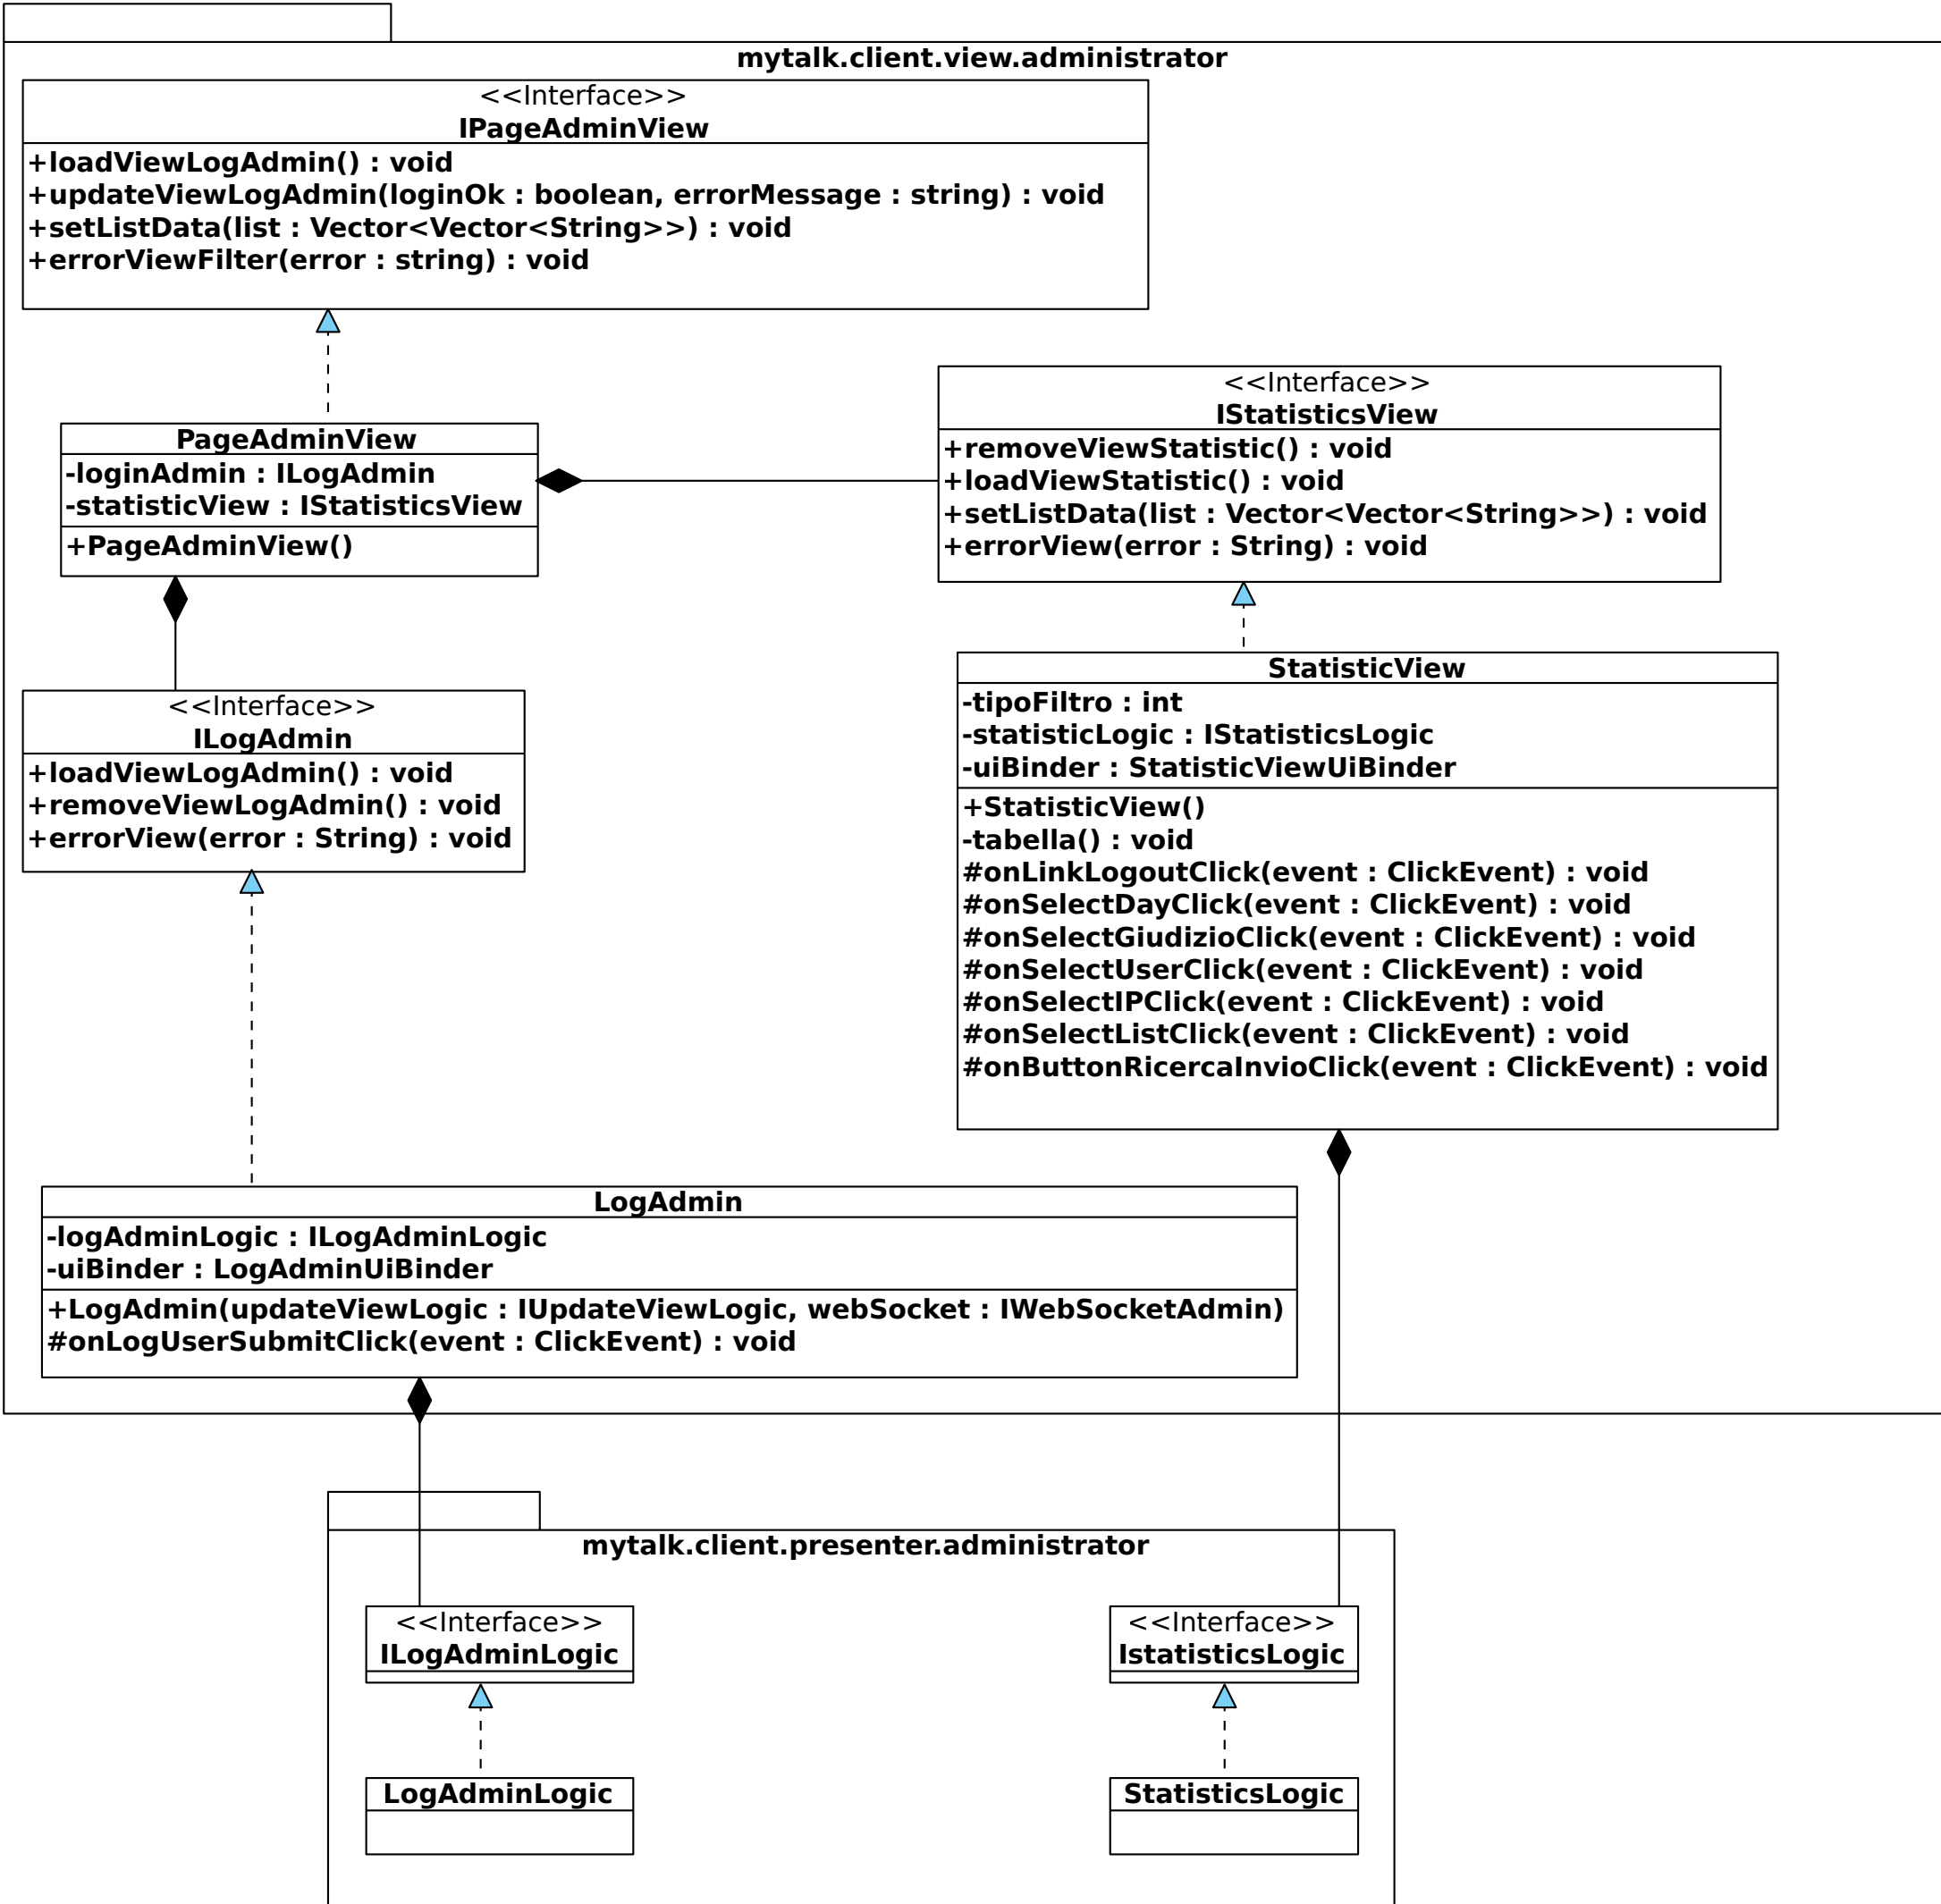 mytalk.client.view.administrator
<<Interface>>
IPageAdminView
+loadViewLogAdmin() : void
+updateViewLogAdmin(loginOk : boolean, errorMessage : string) : void
+setListData(list : Vector<Vector<String>>) : void
+errorViewFilter(error : string) : void
PageAdminView
-loginAdmin : ILogAdmin
-statisticView : IStatisticsView
+PageAdminView()
<<Interface>>
IStatisticsView
+removeViewStatistic() : void
+loadViewStatistic() : void
+setListData(list : Vector<Vector<String>>) : void
+errorView(error : String) : void
<<Interface>>
ILogAdmin
+loadViewLogAdmin() : void
+removeViewLogAdmin() : void
+errorView(error : String) : void
StatisticView
-tipoFiltro : int
-statisticLogic : IStatisticsLogic
-uiBinder : StatisticViewUiBinder
+StatisticView()
-tabella() : void
#onLinkLogoutClick(event : ClickEvent) : void
#onSelectDayClick(event : ClickEvent) : void
#onSelectGiudizioClick(event : ClickEvent) : void
#onSelectUserClick(event : ClickEvent) : void
#onSelectIPClick(event : ClickEvent) : void
#onSelectListClick(event : ClickEvent) : void
#onButtonRicercaInvioClick(event : ClickEvent) : void
LogAdmin
-logAdminLogic : ILogAdminLogic
-uiBinder : LogAdminUiBinder
+LogAdmin(updateViewLogic : IUpdateViewLogic, webSocket : IWebSocketAdmin)
#onLogUserSubmitClick(event : ClickEvent) : void
mytalk.client.presenter.administrator
<<Interface>>
ILogAdminLogic
<<Interface>>
IstatisticsLogic
LogAdminLogic
StatisticsLogic